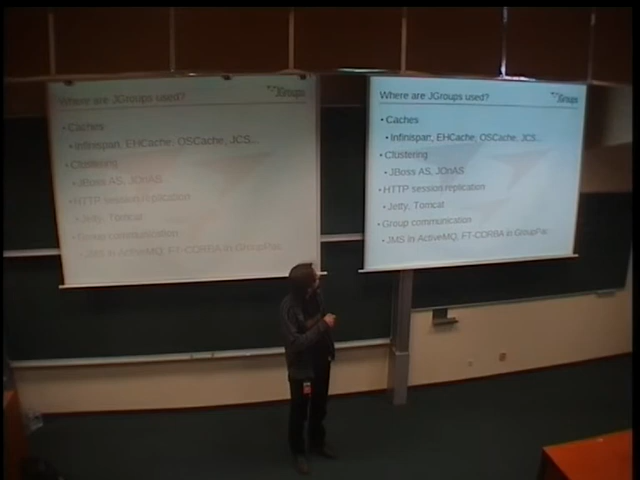 Where are JGroups used?
JGroups
• Caches
• Infinispan, EHCache, OSCache, JCS...
• Clustering
• JBoss AS, JOnAS
• HTTP session replication
• Jetty, Tomcat
• Group communication
• JMS in ActiveMQ, FT-CORBA in GroupPac
Where are JGroups used?
JGroups
• Caches
• Infinispan, EHCache, OSCache, JCS...
• Clustering
• JBoss AS, JOnAS
• HTTP session replication
• Jetty, Tomcat
• Group communication
• JMS in ActiveMQ, FT-CORBA in GroupPac